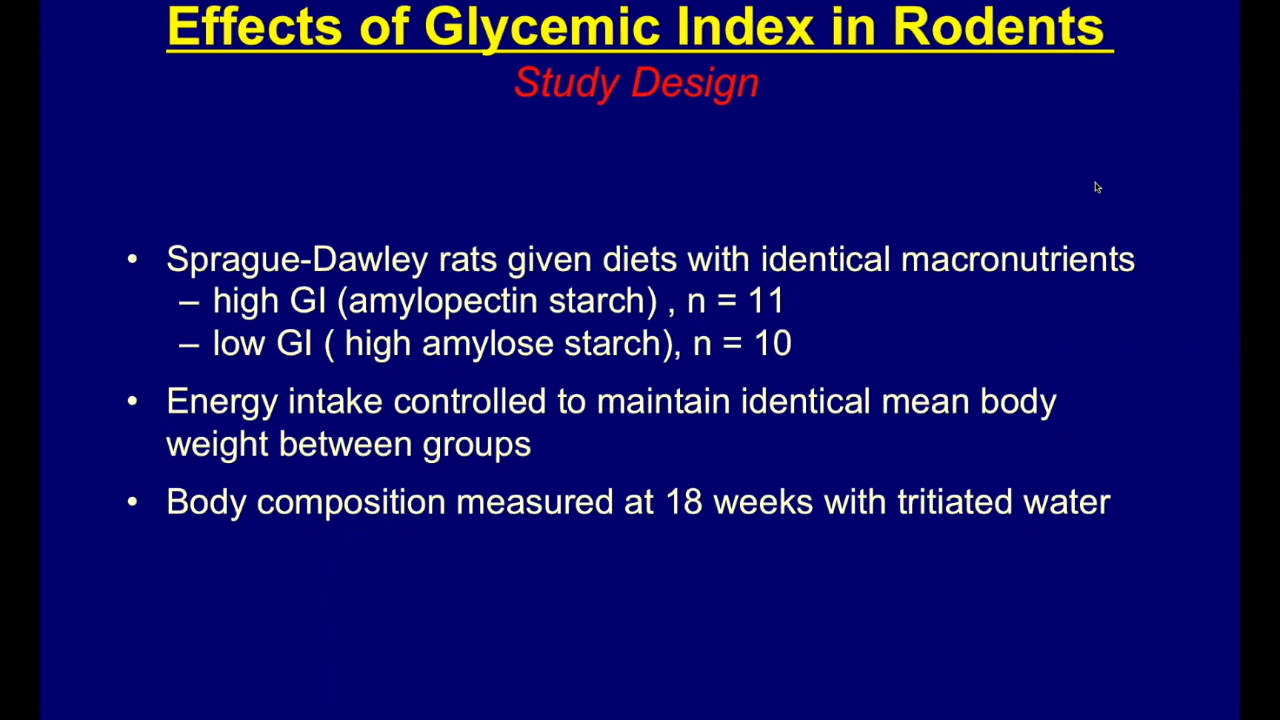 Effects of Glycemic Index in Rodents
Study Design
• Sprague-Dawley rats given diets with identical macronutrients
– high GI (amylopectin starch) , n = 11
– low GI ( high amylose starch), n = 10
• Energy intake controlled to maintain identical mean body
weight between groups
• Body composition measured at 18 weeks with tritiated water